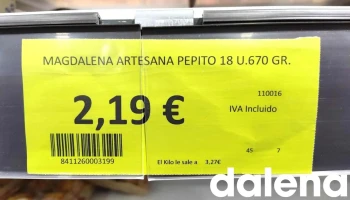 MAGDALENA ARTESANA PEPITO 18 U.670 GR.
2,19 €
110016
IVA Incluido
8411260003199
El Kilo le sale a 3,27€
45 7
dalena